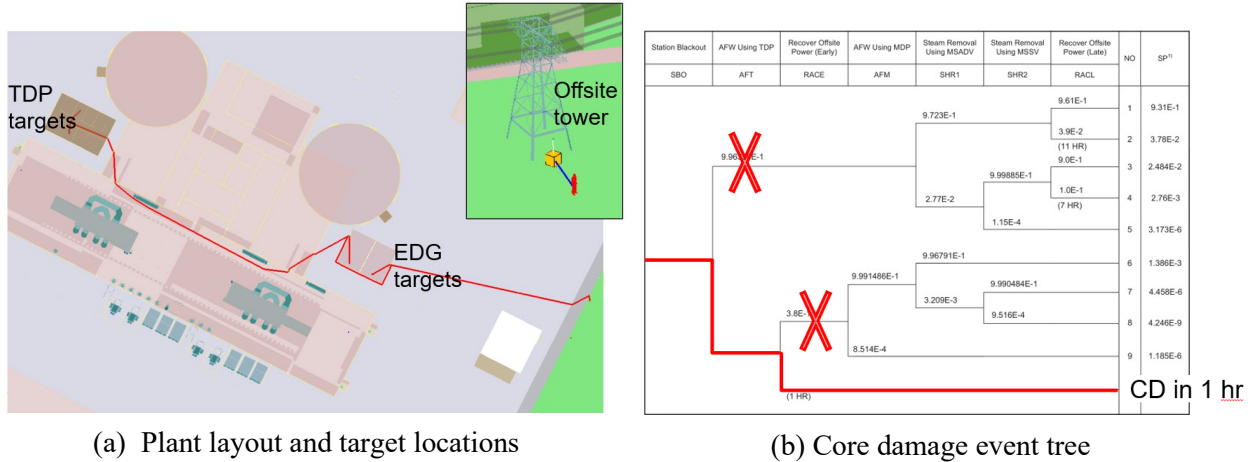 TDP
targets
Offsite
tower
EDG
targets
(a) Plant layout and target locations
Station Blackout
AFW Using TDP
Recover Offsite
Power (Early)
AFW Using MDP
Steam Removal
Using MSADV
Steam Removal
Using MSSV
Recover Offsite
Power (Late)
NO
SP¹⁾
SBO
AFT
RACE
AFM
SHR1
SHR2
RACL
9.61E-1
1
9.31E-1
9.723E-1
3.9E-2
2
3.78E-2
(11 HR)
9.0E-1
3
2.484E-2
9.99885E-1
1.0E-1
4
2.76E-3
2.77E-2
(7 HR)
1.15E-4
5
3.173E-6
9.96791E-1
6
1.386E-3
9.991486E-1
9.990484E-1
7
4.458E-6
3.209E-3
9.516E-4
8
4.246E-9
8.514E-4
9
1.185E-6
(1 HR)
CD in 1 hr
(b) Core damage event tree